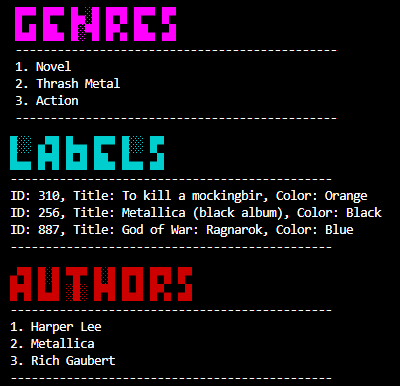 GENRES
----------------------------------------------
1. Novel
2. Thrash Metal
3. Action
----------------------------------------------
LABELS
----------------------------------------------
ID: 310, Title: To kill a mockingbir, Color: Orange
ID: 256, Title: Metallica (black album), Color: Black
ID: 887, Title: God of War: Ragnarok, Color: Blue
----------------------------------------------
AUTHORS
----------------------------------------------
1. Harper Lee
2. Metallica
3. Rich Gaubert
----------------------------------------------